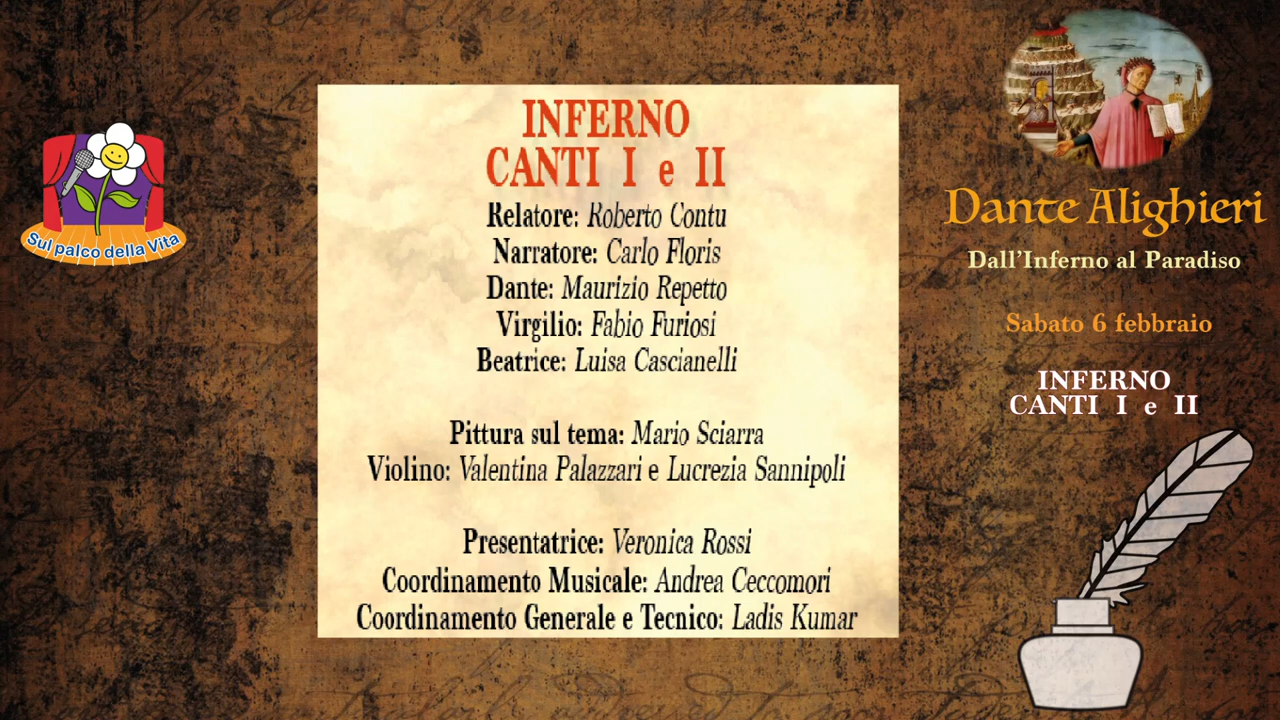 Sul palco della Vita
INFERNO
CANTI I e II
Relatore: Roberto Contu
Narratore: Carlo Floris
Dante: Maurizio Repetto
Virgilio: Fabio Furiosi
Beatrice: Luisa Cascianelli
Pittura sul tema: Mario Sciarra
Violino: Valentina Palazzari e Lucrezia Sannipoli
Presentatrice: Veronica Rossi
Coordinamento Musicale: Andrea Ceccomori
Coordinamento Generale e Tecnico: Ladis Kumar
Dante Alighieri
Dall'Inferno al Paradiso
Sabato 6 febbraio
INFERNO
CANTI I e II